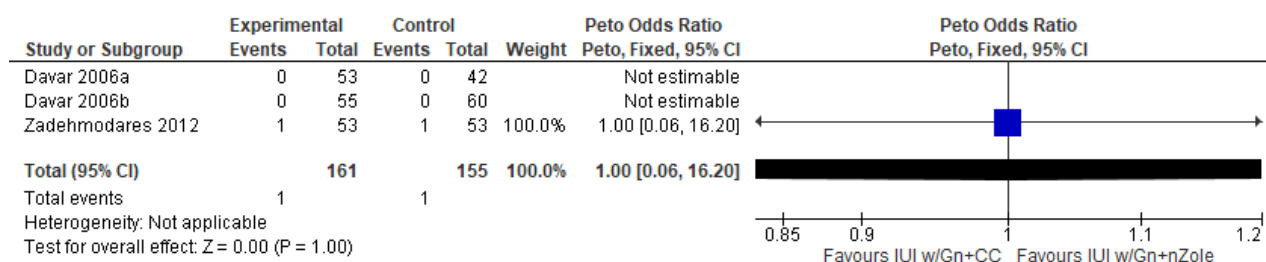 Experimental Control Peto Odds Ratio Peto Odds Ratio
Study or Subgroup Events Total Events Total Weight Peto, Fixed, 95% CI Peto, Fixed, 95% CI
Davar 2006a 0 53 0 42 Not estimable
Davar 2006b 0 55 0 60 Not estimable
Zadehmodares 2012 1 53 1 53 100.0% 1.00 [0.06, 16.20]
Total (95% CI) 161 155 100.0% 1.00 [0.06, 16.20]
Total events 1 1
Heterogeneity: Not applicable
Test for overall effect: Z = 0.00 (P = 1.00)
0.85 0.9 1 1.1 1.2
Favours IUI w/Gn+CC Favours IUI w/Gn+nZole